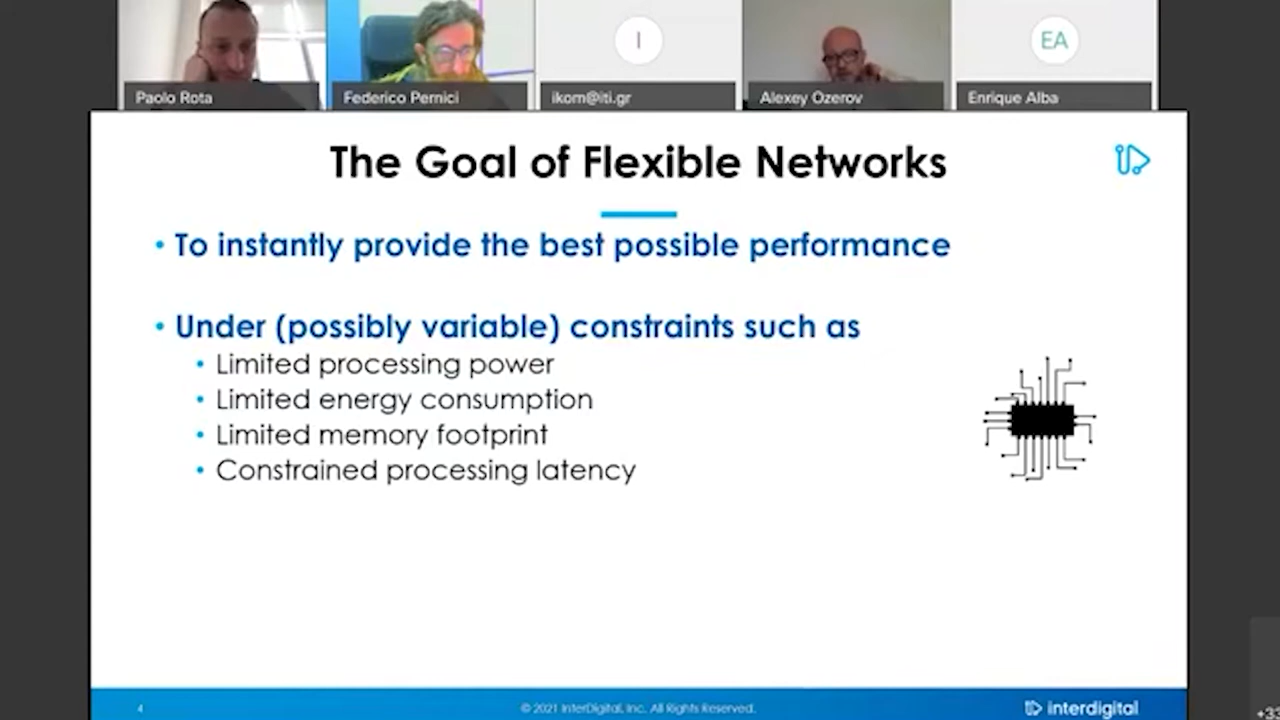 Paolo Rota
Federico Pernici
I
ikom@iti.gr
Alexey Ozerov
EA
Enrique Alba
The Goal of Flexible Networks
• To instantly provide the best possible performance
• Under (possibly variable) constraints such as
• Limited processing power
• Limited energy consumption
• Limited memory footprint
• Constrained processing latency
4
© 2021 InterDigital, Inc. All Rights Reserved.
interdigital